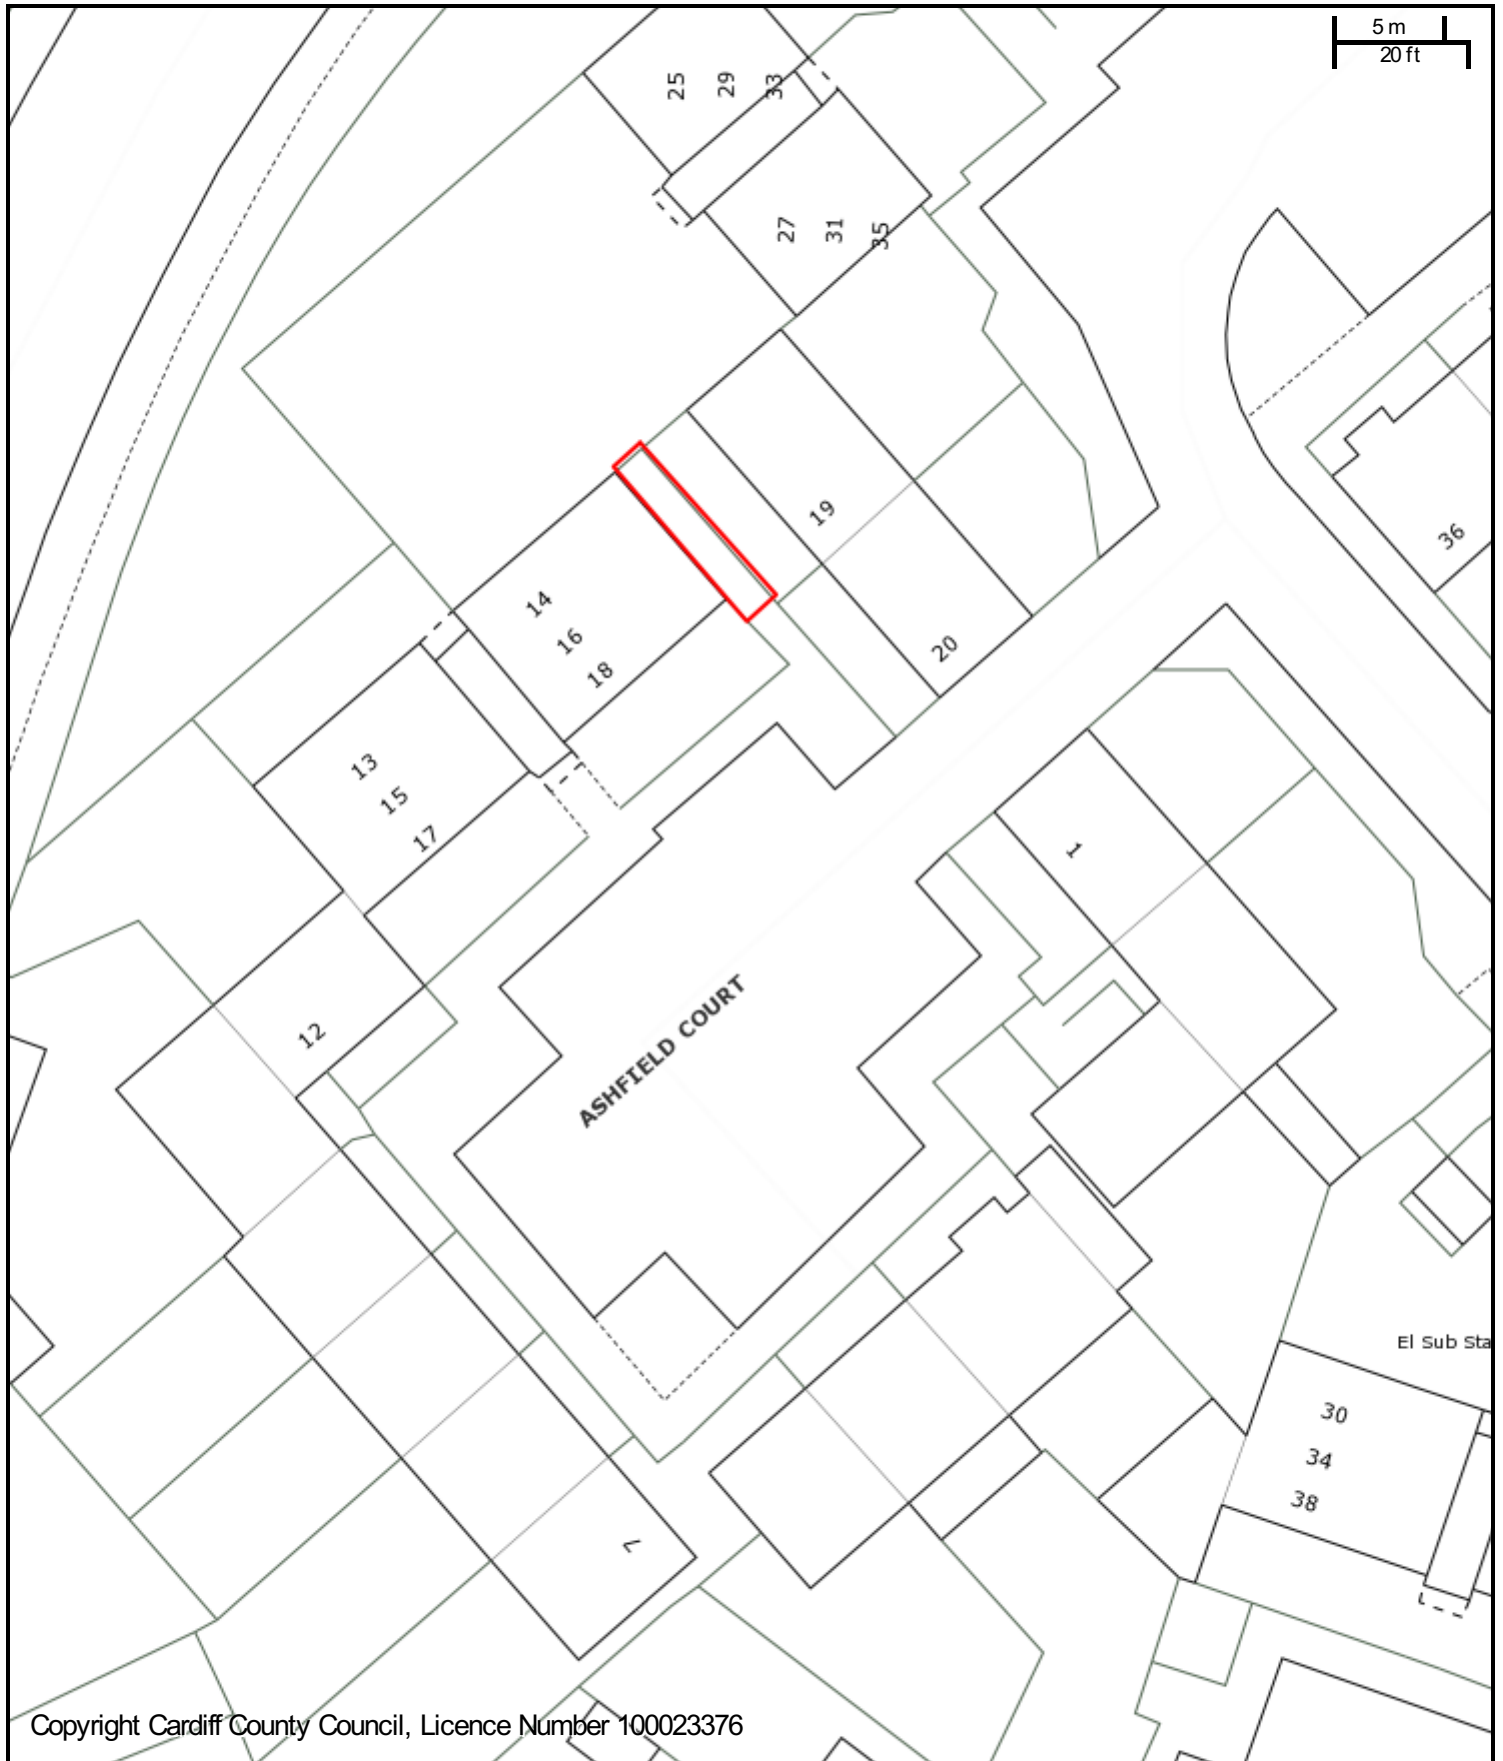 5 m
20 ft
25 29 33
27 31 35
14
16
18
19
20
36
13
15
17
1
12
ASHFIELD COURT
El Sub Sta
30
34
38
7
Copyright Cardiff County Council, Licence Number 100023376